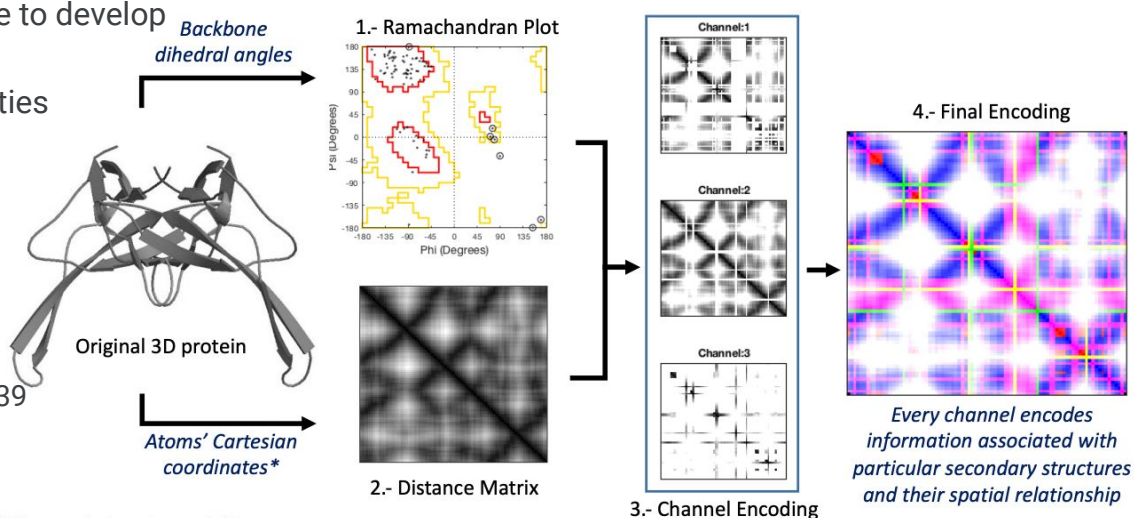 e to develop
ties
39
Backbone
dihedral angles
Original 3D protein
Atoms' Cartesian
coordinates*
1.- Ramachandran Plot
180
135
90
45
0
-45
-90
-135
-180
Psi (Degrees)
-180 -135 -90 -45 0 45 90 135 180
Phi (Degrees)
2.- Distance Matrix
Channel:1
Channel:2
Channel:3
3.- Channel Encoding
4.- Final Encoding
Every channel encodes
information associated with
particular secondary structures
and their spatial relationship